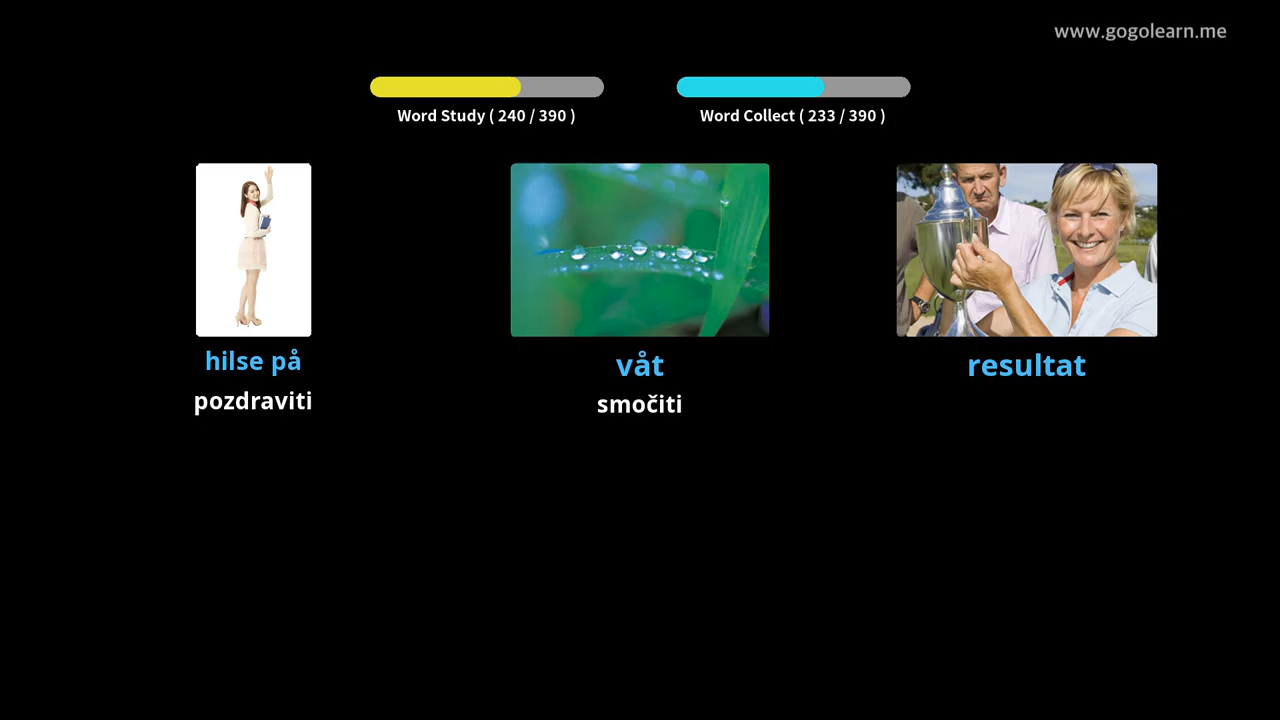 www.gogolearn.me
Word Study ( 240 / 390 )
Word Collect ( 233 / 390 )
hilse på
pozdraviti
våt
smočiti
resultat